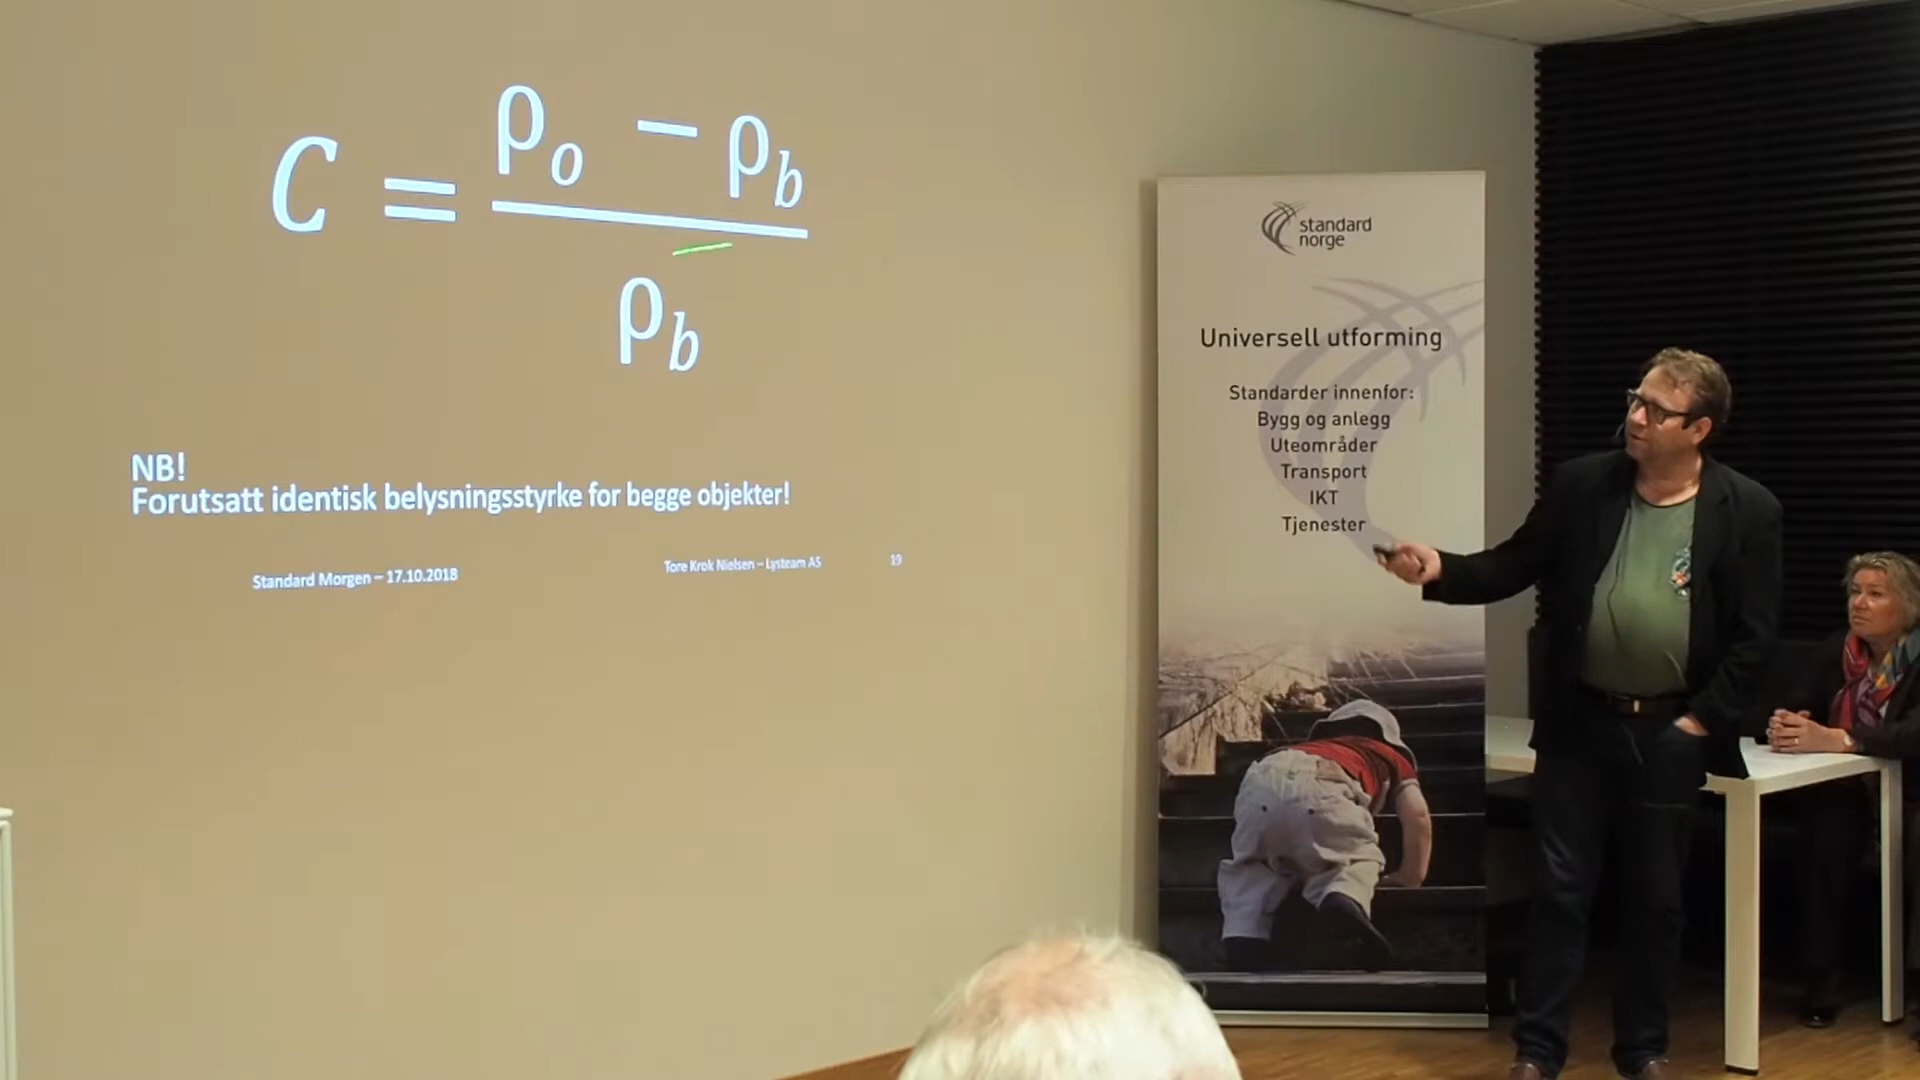 C = ρo − ρb
ρb
NB!
Forutsatt identisk belysningsstyrke for begge objekter!
Standard Morgen – 17.10.2018
Tore Krok Nielsen – Lysteam AS
19
standard
norge
Universell utforming
Standarder innenfor:
Bygg og anlegg
Uteområder
Transport
IKT
Tjenester